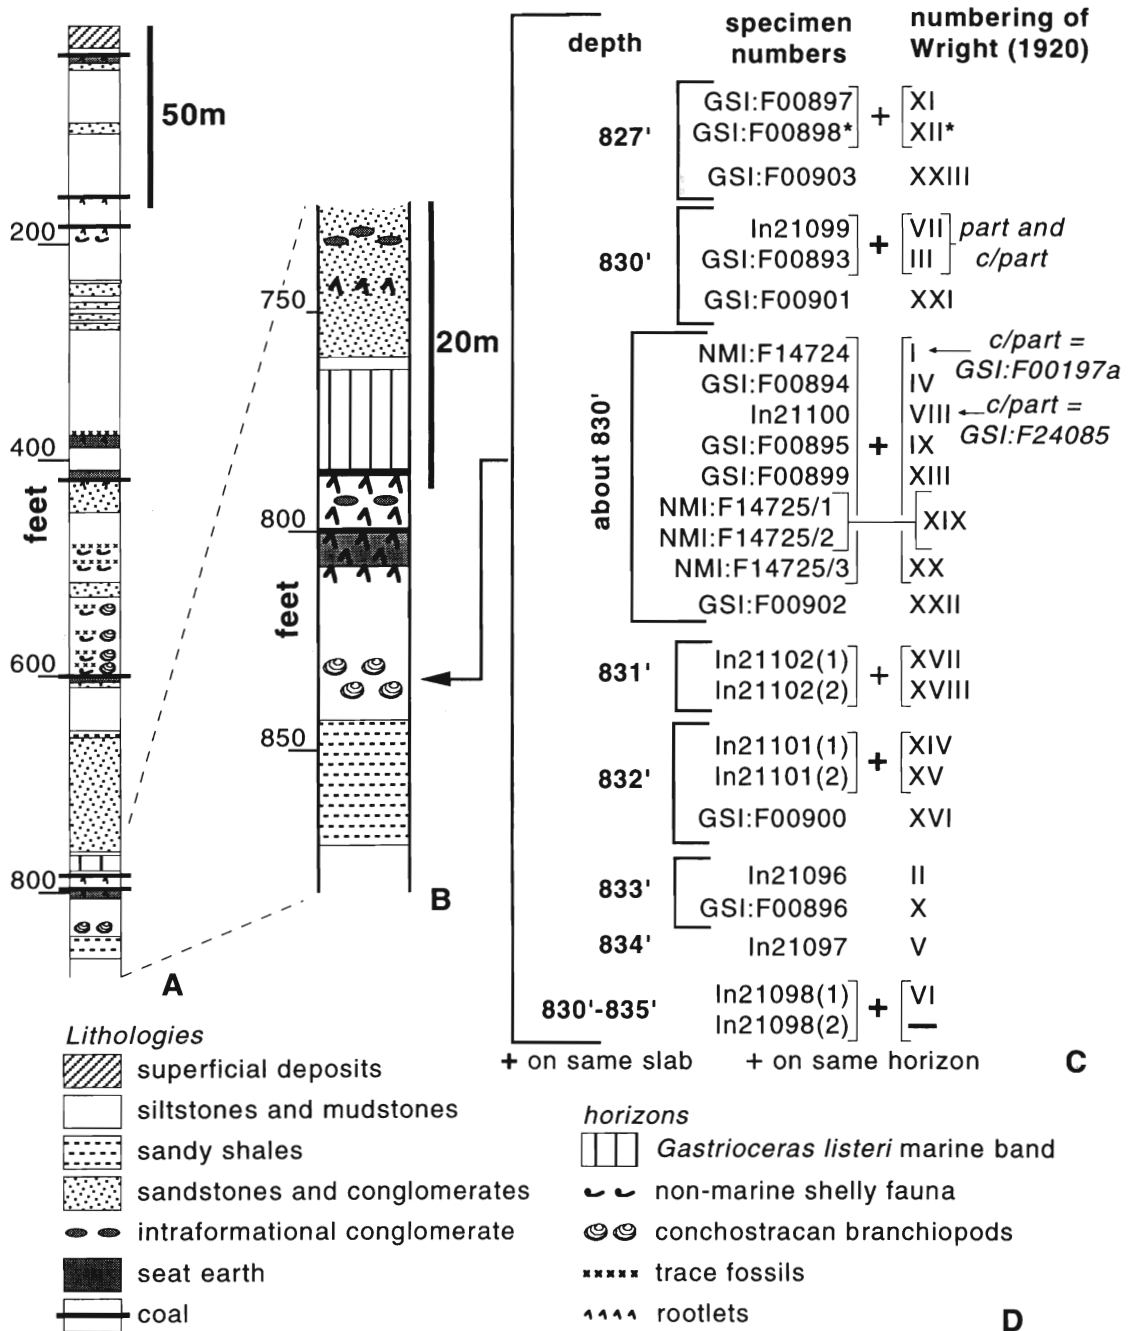 50m
200
400
feet
600
800
A
750
20m
800
feet
850
B
depth
specimen numbers
numbering of Wright (1920)
827'
GSI:F00897 + XI
GSI:F00898* XII*
GSI:F00903 XXIII
830'
In21099 + VII part and
GSI:F00893 III c/part
GSI:F00901 XXI
about 830'
NMI:F14724 I c/part =
GSI:F00197a
GSI:F00894 IV
In21100 VIII c/part =
GSI:F24085
GSI:F00895 + IX
GSI:F00899 XIII
NMI:F14725/1
XIX
NMI:F14725/2
NMI:F14725/3 XX
GSI:F00902 XXII
831'
In21102(1) + XVII
In21102(2) XVIII
832'
In21101(1) + XIV
In21101(2) XV
GSI:F00900 XVI
833'
In21096 II
GSI:F00896 X
834' In21097 V
830'-835'
In21098(1) + VI
In21098(2) —
+ on same slab + on same horizon
C
Lithologies
superficial deposits
siltstones and mudstones
sandy shales
sandstones and conglomerates
intraformational conglomerate
seat earth
coal
horizons
Gastrioceras listeri marine band
non-marine shelly fauna
conchostracan branchiopods
trace fossils
rootlets
D